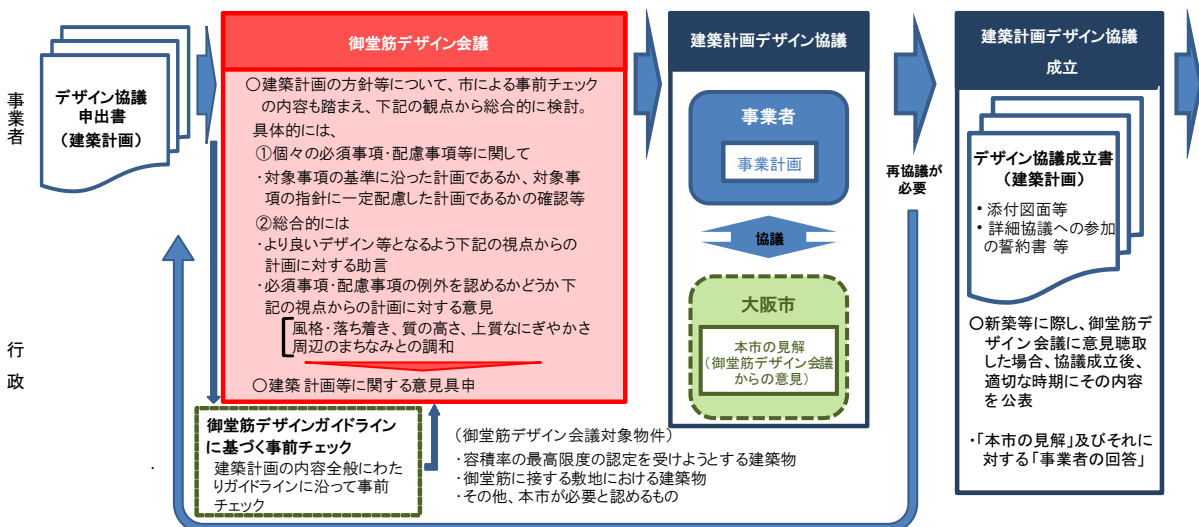 事業者
行政
デザイン協議
申出書
（建築計画）
御堂筋デザイン会議
〇建築計画の方針等について、市による事前チェック
の内容も踏まえ、下記の観点から総合的に検討。
具体的には、
①個々の必須事項・配慮事項等に関して
・対象事項の基準に沿った計画であるか、対象事
項の指針に一定配慮した計画であるかの確認等
②総合的には
・より良いデザイン等となるよう下記の視点からの
計画に対する助言
・必須事項・配慮事項の例外を認めるかどうか下
記の視点からの計画に対する意見
風格・落ち着き、質の高さ、上質なにぎやかさ
周辺のまちなみとの調和
〇建築計画等に関する意見具申
御堂筋デザインガイドライン
に基づく事前チェック
建築計画の内容全般にわた
りガイドラインに沿って事前
チェック
（御堂筋デザイン会議対象物件）
・容積率の最高限度の認定を受けようとする建築物
・御堂筋に接する敷地における建築物
・その他、本市が必要と認めるもの
建築計画デザイン協議
事業者
事業計画
協議
大阪市
本市の見解
（御堂筋デザイン会議
からの意見）
再協議が
必要
建築計画デザイン協議
成立
デザイン協議成立書
（建築計画）
・添付図面等
・詳細協議への参加
の誓約書 等
〇新築等に際し、御堂筋デ
ザイン会議に意見聴取
した場合、協議成立後、
適切な時期にその内容
を公表
・「本市の見解」及びそれに
対する「事業者の回答」